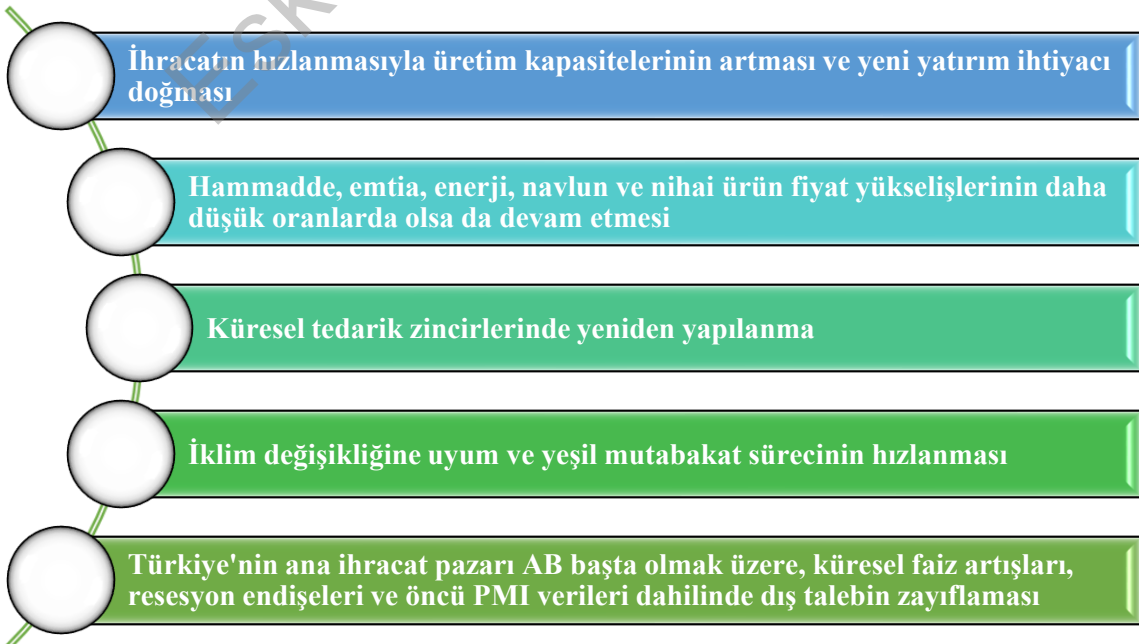 İhracatın hızlanmasıyla üretim kapasitelerinin artması ve yeni yatırım ihtiyacı
doğması
Hammadde, emtia, enerji, navlun ve nihai ürün fiyat yükselişlerinin daha
düşük oranlarda olsa da devam etmesi
Küresel tedarik zincirlerinde yeniden yapılanma
İklim değişikliğine uyum ve yeşil mutabakat sürecinin hızlanması
Türkiye'nin ana ihracat pazarı AB başta olmak üzere, küresel faiz artışları,
resesyon endişeleri ve öncü PMI verileri dahilinde dış talebin zayıflaması